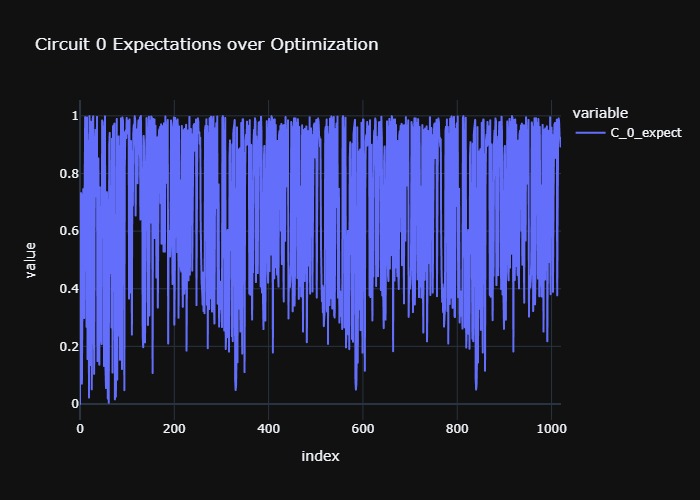 Circuit 0 Expectations over Optimization
variable
C_0_expect
1
0.8
0.6
0.4
0.2
0
value
0 200 400 600 800 1000
index